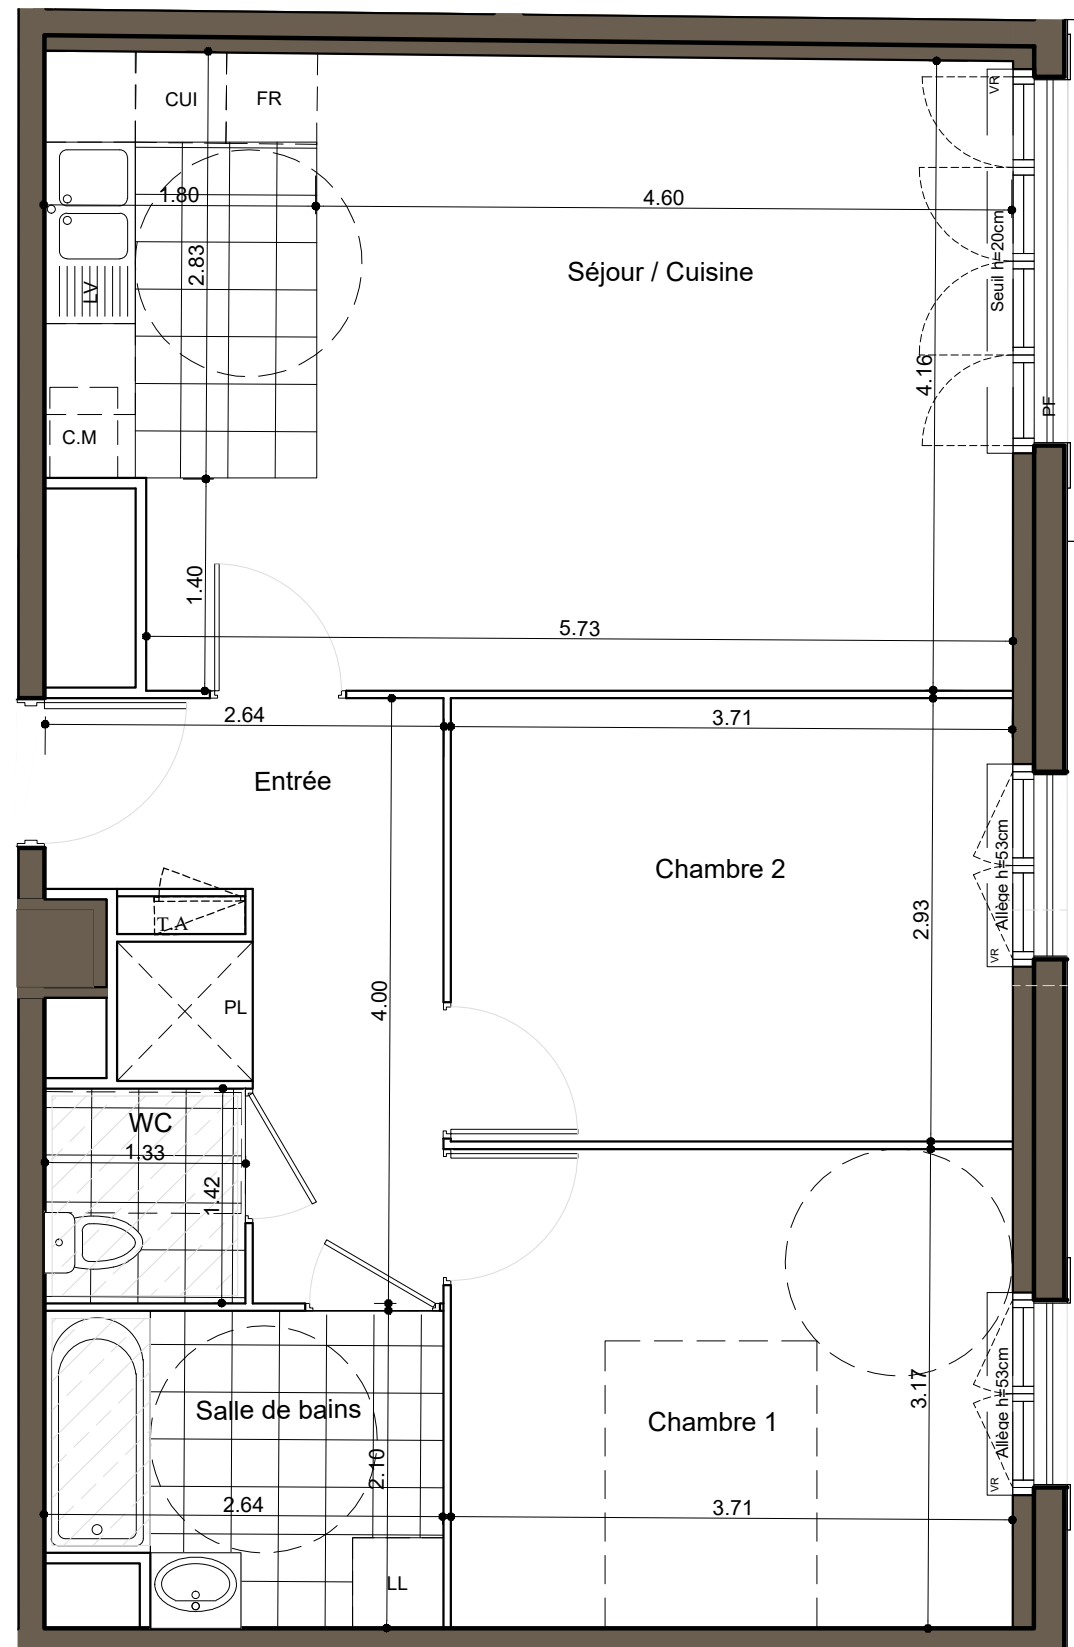 CUI
FR
VR
1.80
4.60
2.83
Séjour / Cuisine
Seuil h=20cm
LV
4.16
PF
C.M
1.40
5.73
2.64
3.71
Entrée
Chambre 2
Allège h=53cm
T.A
2.93
VR
4.00
PL
WC
1.33
1.42
Salle de bains
Chambre 1
3.17
Allège h=53cm
2.10
VR
2.64
3.71
LL